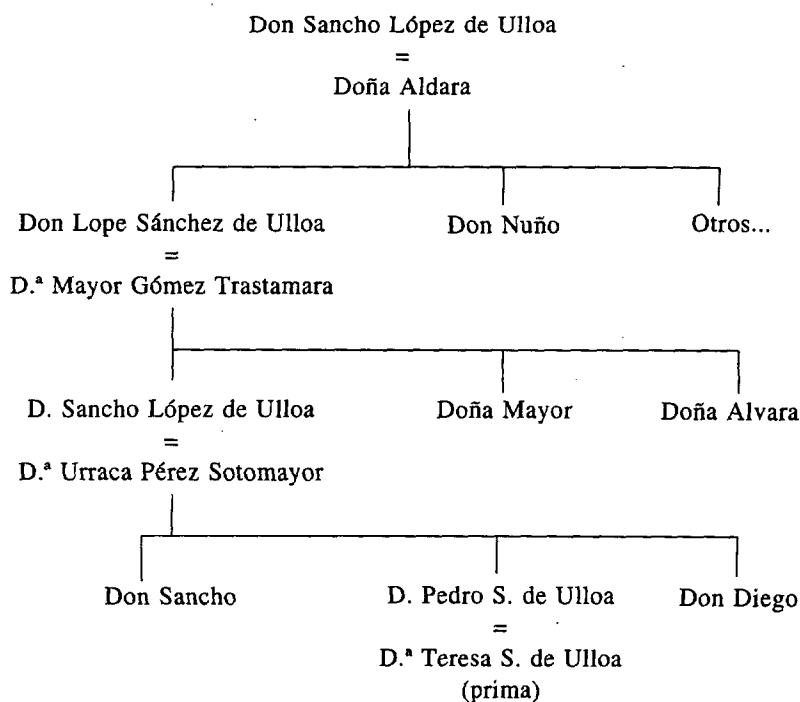 Don Sancho López de Ulloa
=
Doña Aldara
Don Lope Sánchez de Ulloa
=
D.ª Mayor Gómez Trastamara
Don Nuño
Otros...
D. Sancho López de Ulloa
=
D.ª Urraca Pérez Sotomayor
Doña Mayor
Doña Alvara
Don Sancho
D. Pedro S. de Ulloa
=
D.ª Teresa S. de Ulloa
(prima)
Don Diego